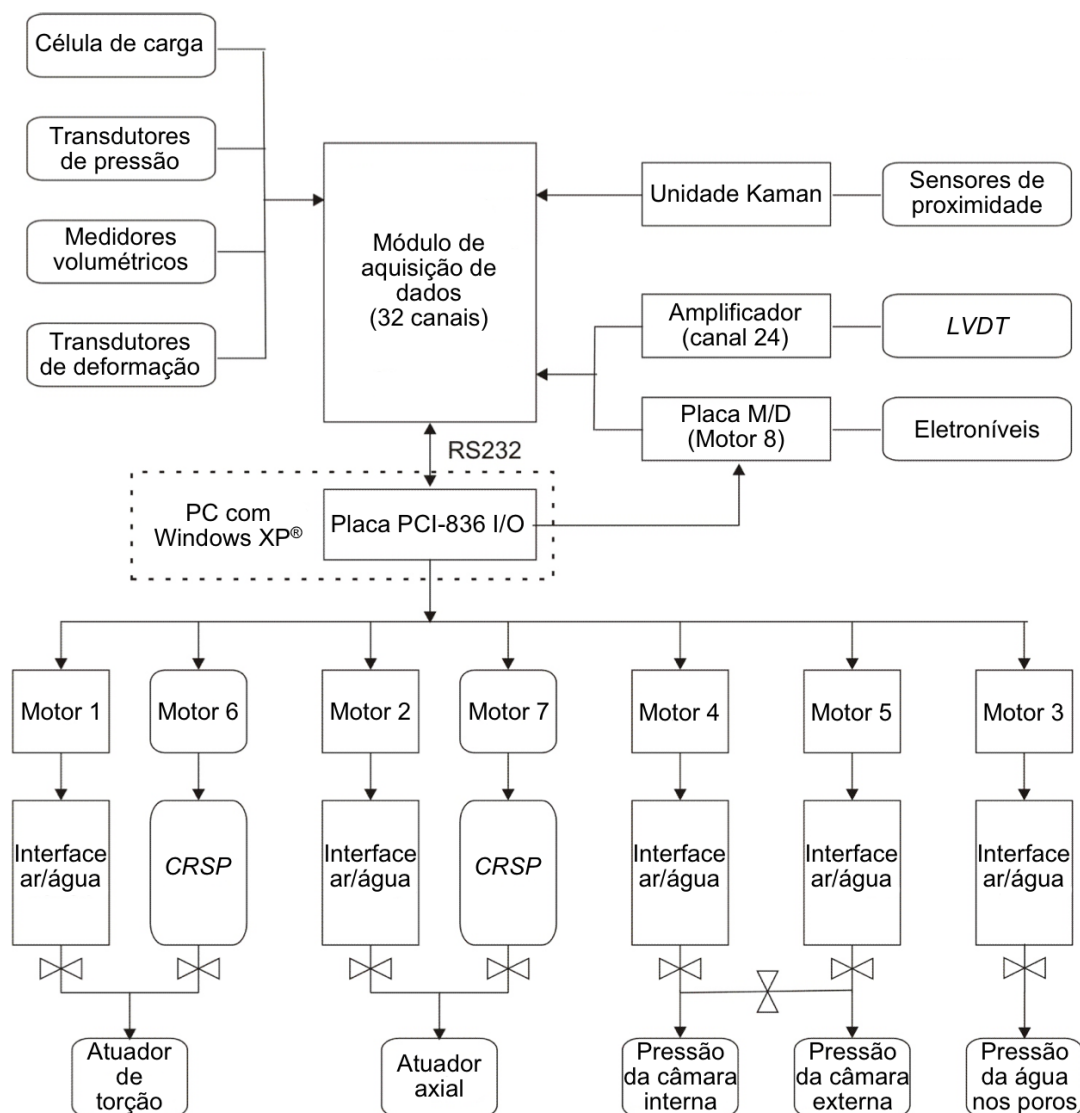 Célula de carga
Transdutores
de pressão
Medidores
volumétricos
Transdutores
de deformação
Módulo de
aquisição de
dados
(32 canais)
Unidade Kaman
Sensores de
proximidade
Amplificador
(canal 24)
LVDT
Placa M/D
(Motor 8)
Eletroníveis
RS232
PC com
Windows XP®
Placa PCI-836 I/O
Motor 1
Motor 6
Motor 2
Motor 7
Motor 4
Motor 5
Motor 3
Interface
ar/água
CRSP
Interface
ar/água
CRSP
Interface
ar/água
Interface
ar/água
Interface
ar/água
Atuador
de
torção
Atuador
axial
Pressão
da câmara
interna
Pressão
da câmara
externa
Pressão
da água
nos poros